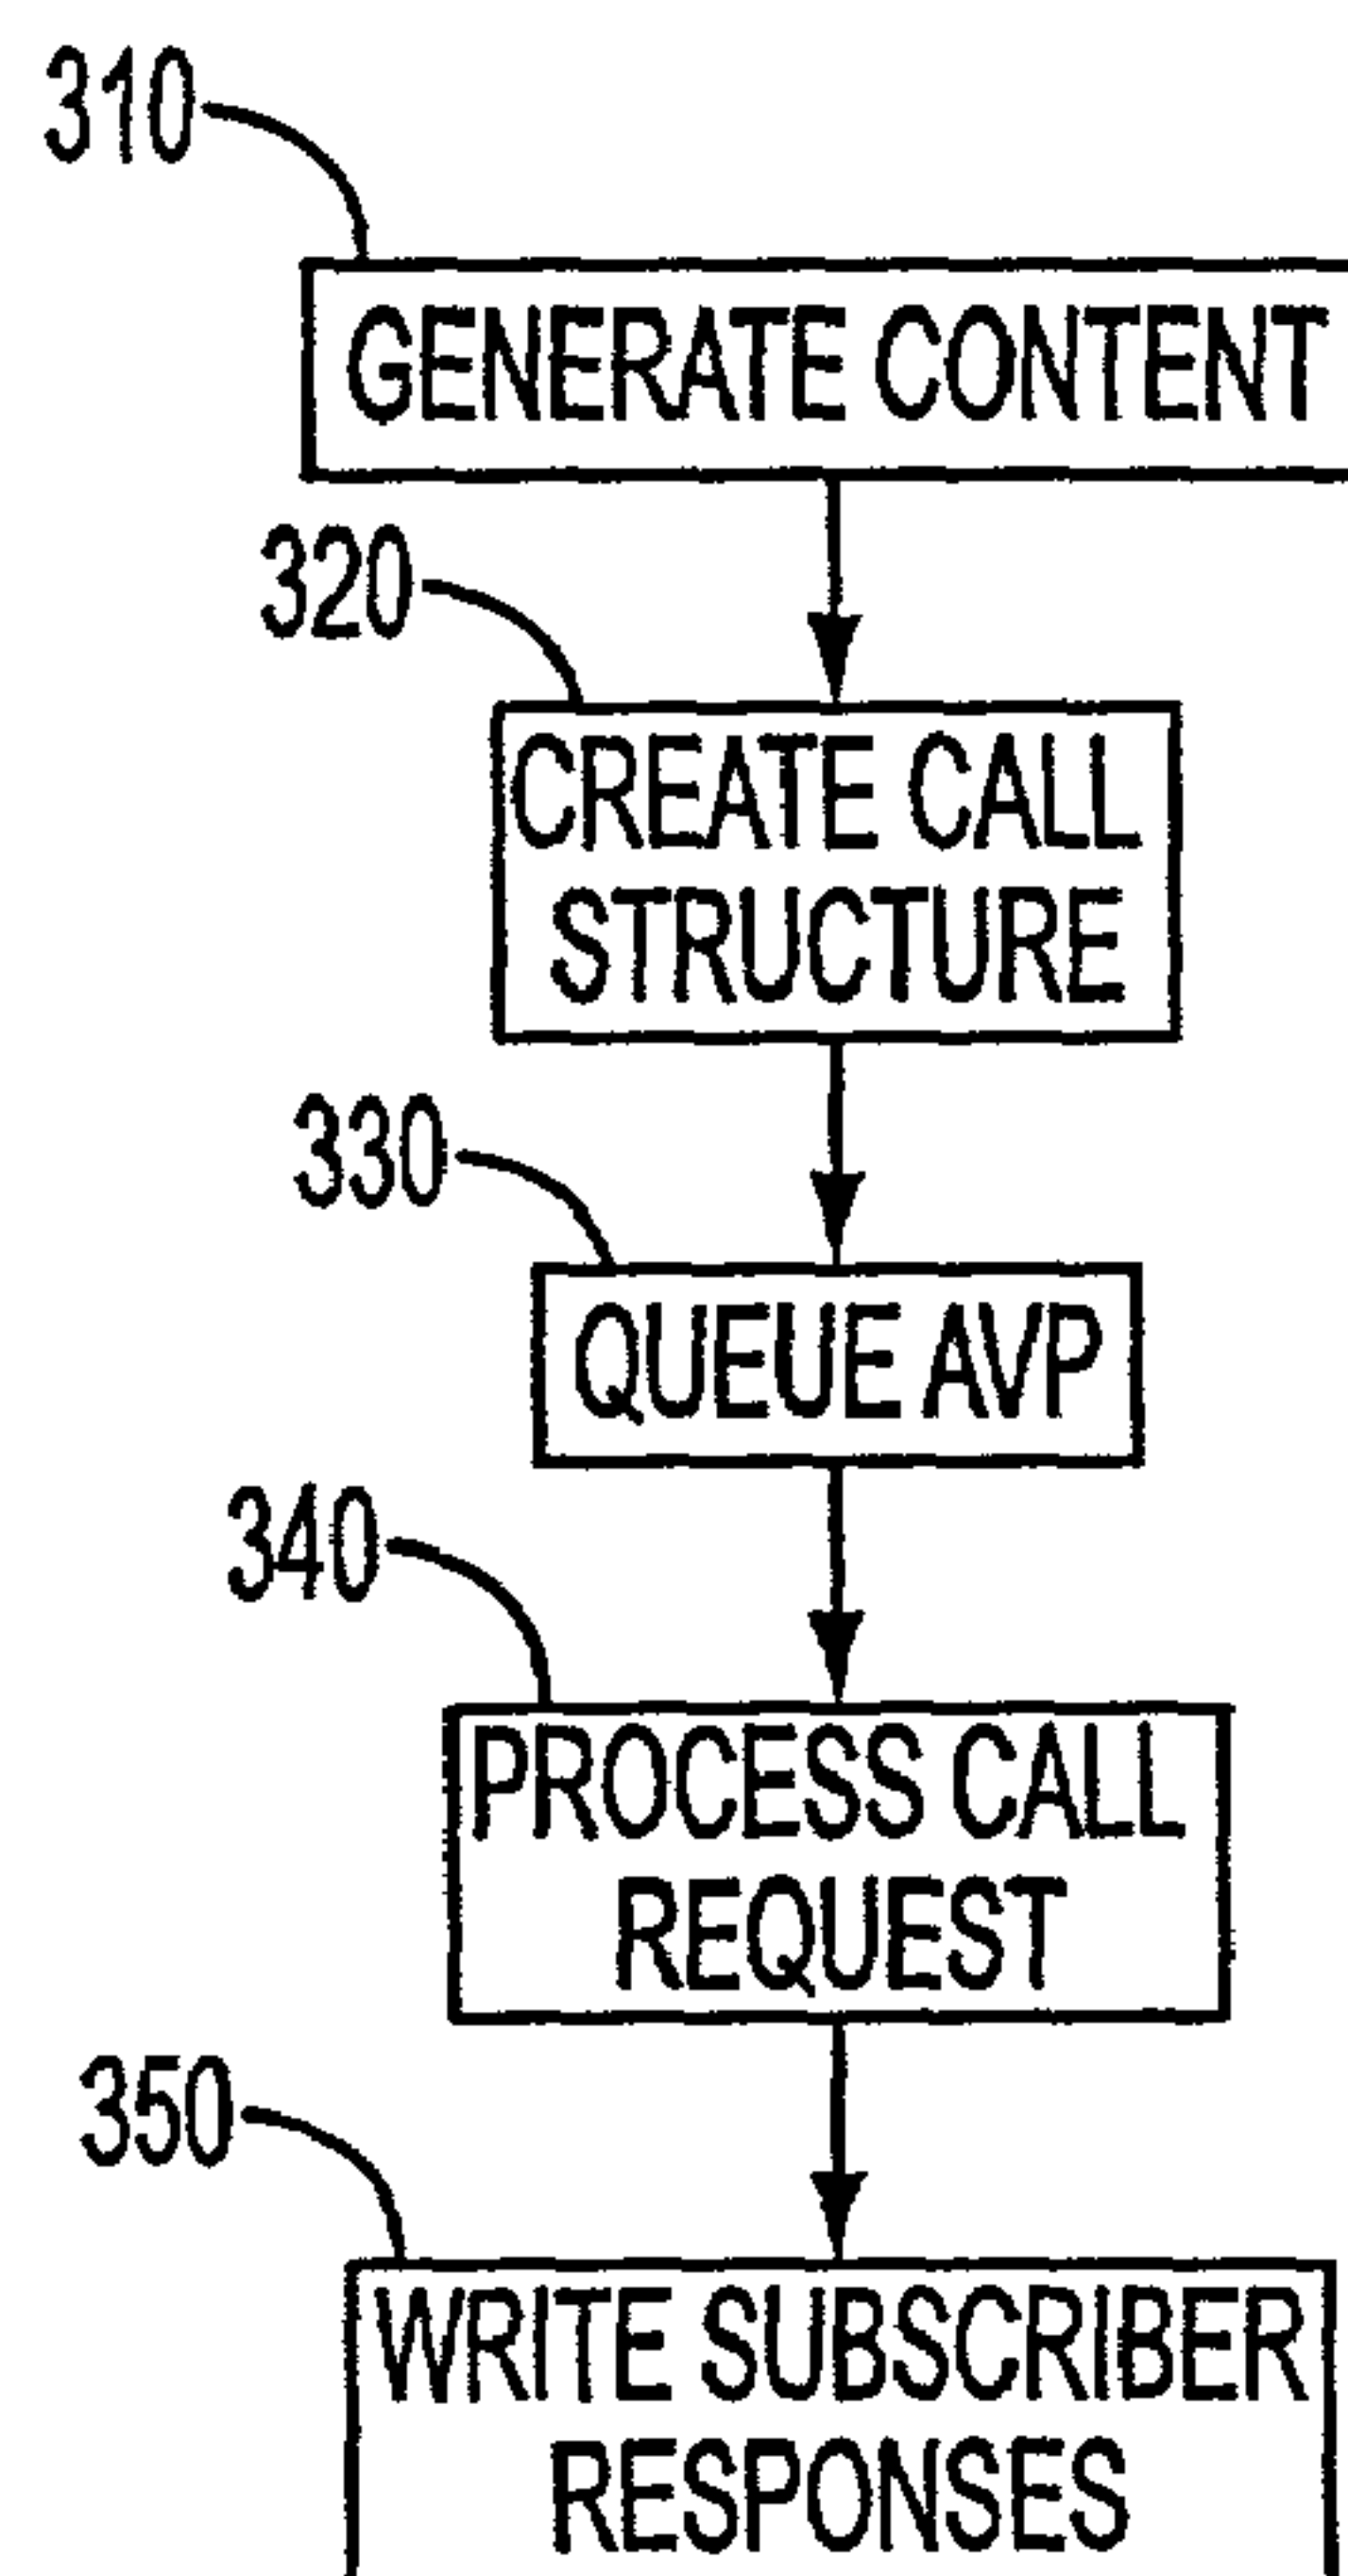 310
GENERATE CONTENT
320
CREATE CALL
STRUCTURE
330
QUEUE AVP
340
PROCESS CALL
REQUEST
350
WRITE SUBSCRIBER
RESPONSES